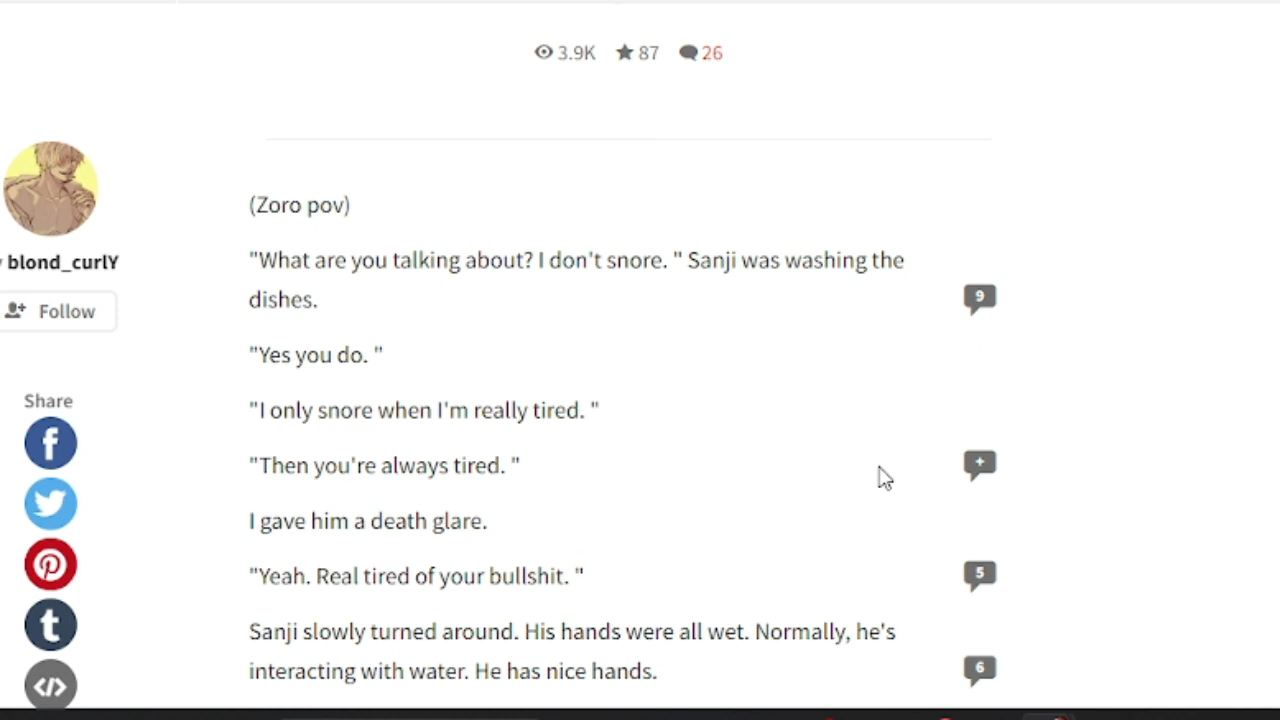 3.9K 87 26
blond_curlY
Follow
Share
(Zoro pov)
"What are you talking about? I don't snore. " Sanji was washing the
dishes.
9
"Yes you do. "
"I only snore when I'm really tired. "
"Then you're always tired. "
+
I gave him a death glare.
"Yeah. Real tired of your bullshit. "
5
Sanji slowly turned around. His hands were all wet. Normally, he's
interacting with water. He has nice hands.
6